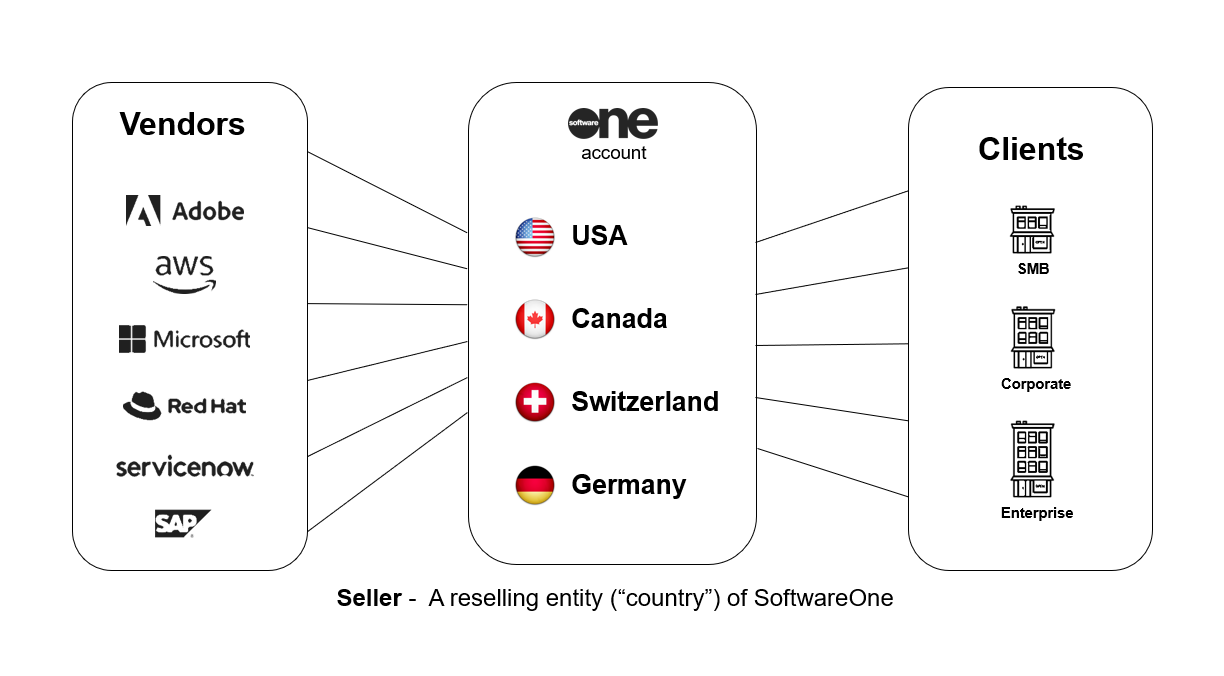 Vendors
Adobe
aws
Microsoft
Red Hat
servicenow
SAP
software
one
account
USA
Canada
Switzerland
Germany
Clients
SMB
Corporate
Enterprise
Seller - A reselling entity (“country”) of SoftwareOne